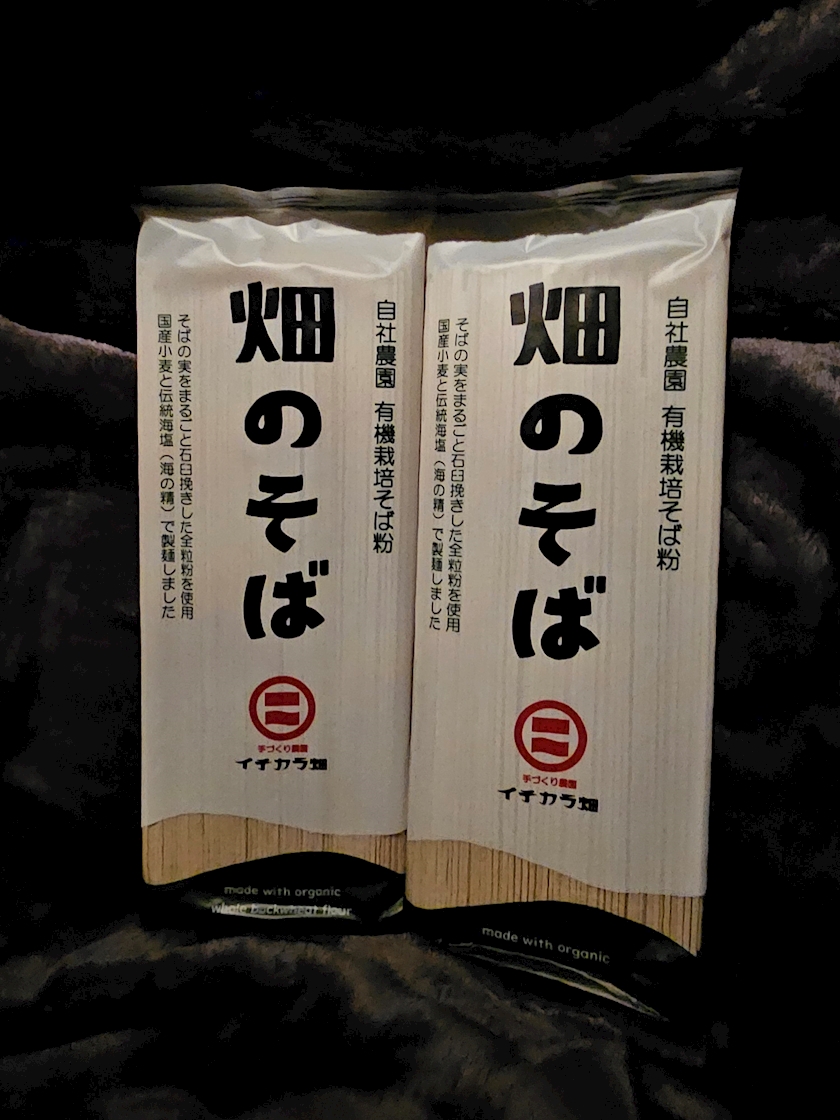 自社農園 有機栽培そば粉
畑のそば
そばの実をまるごと石臼挽きした全粒粉を使用
国産小麦と伝統海塩（海の精）で製麺しました
手づくり農園
イチカラ畑
made with organic
whole buckwheat flour
自社農園 有機栽培そば粉
畑のそば
そばの実をまるごと石臼挽きした全粒粉を使用
国産小麦と伝統海塩（海の精）で製麺しました
手づくり農園
イチカラ畑
made with organic